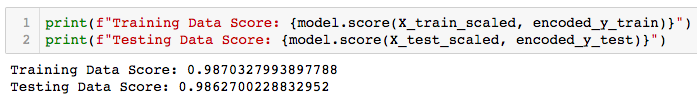 1 print(f"Training Data Score: {model.score(X_train_scaled, encoded_y_train)}")
2 print(f"Testing Data Score: {model.score(X_test_scaled, encoded_y_test)}")
Training Data Score: 0.9870327993897788
Testing Data Score: 0.9862700228832952